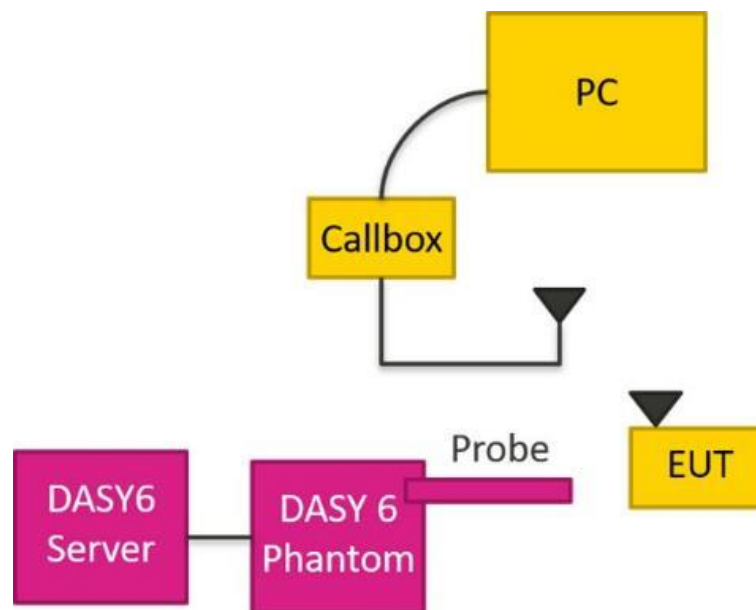 PC
Callbox
Probe
EUT
DASY6
Server
DASY 6
Phantom